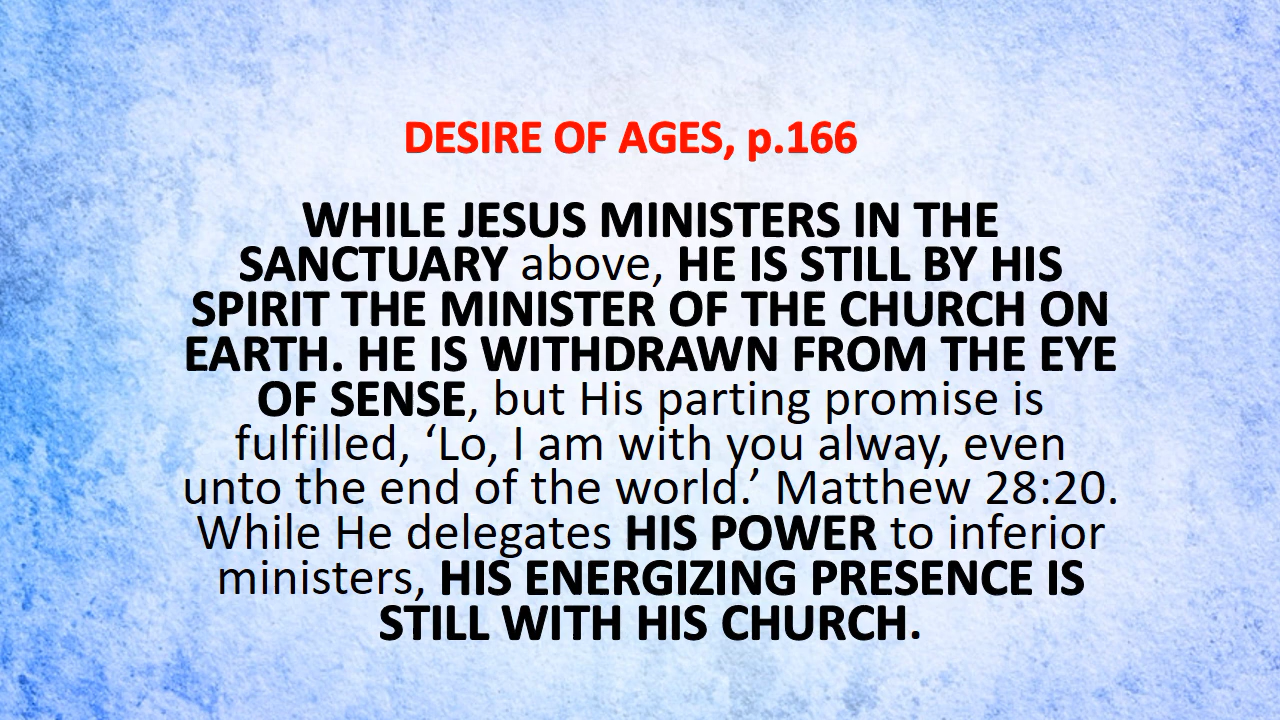 DESIRE OF AGES, p.166
WHILE JESUS MINISTERS IN THE
SANCTUARY above, HE IS STILL BY HIS
SPIRIT THE MINISTER OF THE CHURCH ON
EARTH. HE IS WITHDRAWN FROM THE EYE
OF SENSE, but His parting promise is
fulfilled, ‘Lo, I am with you alway, even
unto the end of the world.’ Matthew 28:20.
While He delegates HIS POWER to inferior
ministers, HIS ENERGIZING PRESENCE IS
STILL WITH HIS CHURCH.